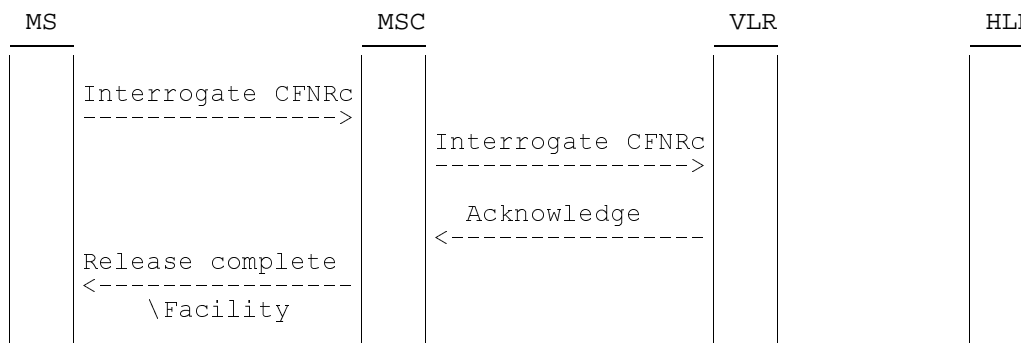 MS MSC VLR
Interrogate CFNRc
---------------->
Interrogate CFNRc
---------------->
Acknowledge
<----------------
Release complete
<----------------
\Facility